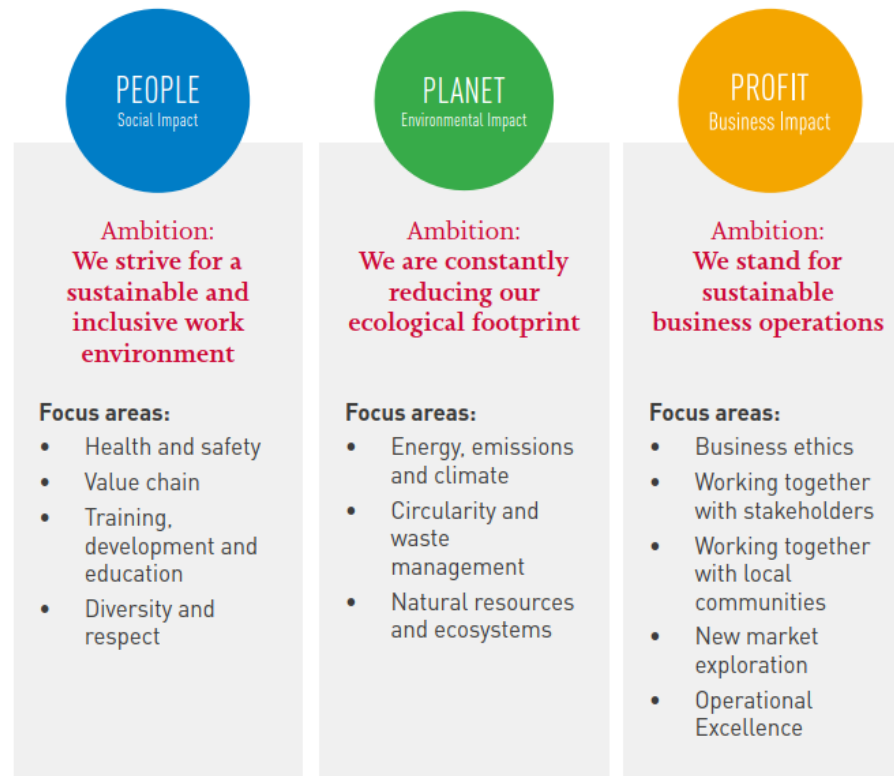 PEOPLE
Social Impact
Ambition:
We strive for a
sustainable and
inclusive work
environment
Focus areas:
• Health and safety
• Value chain
• Training,
development and
education
• Diversity and
respect
PLANET
Environmental Impact
Ambition:
We are constantly
reducing our
ecological footprint
Focus areas:
• Energy, emissions
and climate
• Circularity and
waste
management
• Natural resources
and ecosystems
PROFIT
Business Impact
Ambition:
We stand for
sustainable
business operations
Focus areas:
• Business ethics
• Working together
with stakeholders
• Working together
with local
communities
• New market
exploration
• Operational
Excellence